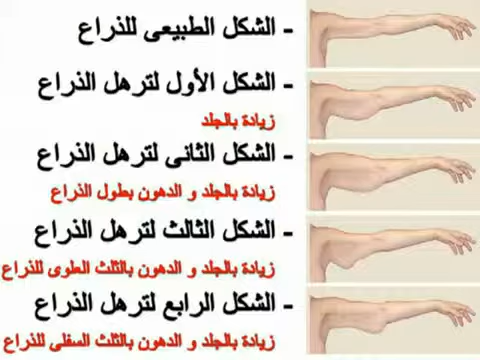 - الشكل الطبيعى للذراع
- الشكل الأول لترهل الذراع
زيادة بالجلد
- الشكل الثانى لترهل الذراع
زيادة بالجلد و الدهون بطول الذراع
- الشكل الثالث لترهل الذراع
زيادة بالجلد و الدهون بالثلث العلوى للذراع
- الشكل الرابع لترهل الذراع
زيادة بالجلد و الدهون بالثلث السفلي للذراع